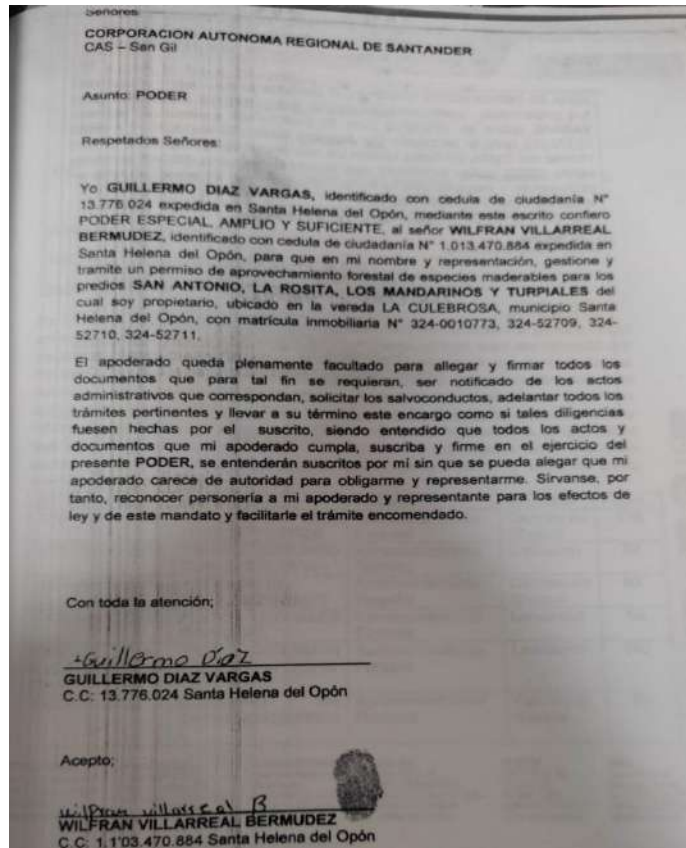 Señores:
CORPORACION AUTONOMA REGIONAL DE SANTANDER
CAS – San Gil
Asunto: PODER
Respetados Señores:
Yo GUILLERMO DIAZ VARGAS, identificado con cedula de ciudadanía N°
13.776.024 expedida en Santa Helena del Opón, mediante este escrito confiero
PODER ESPECIAL, AMPLIO Y SUFICIENTE, al señor WILFRAN VILLARREAL
BERMUDEZ, identificado con cedula de ciudadanía N° 1.013.470.884 expedida en
Santa Helena del Opón, para que en mi nombre y representación, gestione y
tramite un permiso de aprovechamiento forestal de especies maderables para los
predios SAN ANTONIO, LA ROSITA, LOS MANDARINOS Y TURPIALES del
cual soy propietario, ubicado en la vereda LA CULEBROSA, municipio Santa
Helena del Opón, con matrícula inmobiliaria N° 324-0010773, 324-52709, 324-
52710, 324-52711,
El apoderado queda plenamente facultado para allegar y firmar todos los
documentos que para tal fin se requieran, ser notificado de los actos
administrativos que correspondan, solicitar los salvoconductos, adelantar todos los
trámites pertinentes y llevar a su término este encargo como si tales diligencias
fuesen hechas por el suscrito, siendo entendido que todos los actos y
documentos que mi apoderado cumpla, suscriba y firme en el ejercicio del
presente PODER, se entenderán suscritos por mí sin que se pueda alegar que mi
apoderado carece de autoridad para obligarme y representarme. Sírvanse, por
tanto, reconocer personería a mi apoderado y representante para los efectos de
ley y de este mandato y facilitarle el trámite encomendado.
Con toda la atención;
Guillermo Díaz
GUILLERMO DIAZ VARGAS
C.C: 13.776.024 Santa Helena del Opón
Acepto;
wilfran villarreal B
WILFRAN VILLARREAL BERMUDEZ
C.C: 1.1'03.470.884 Santa Helena del Opón